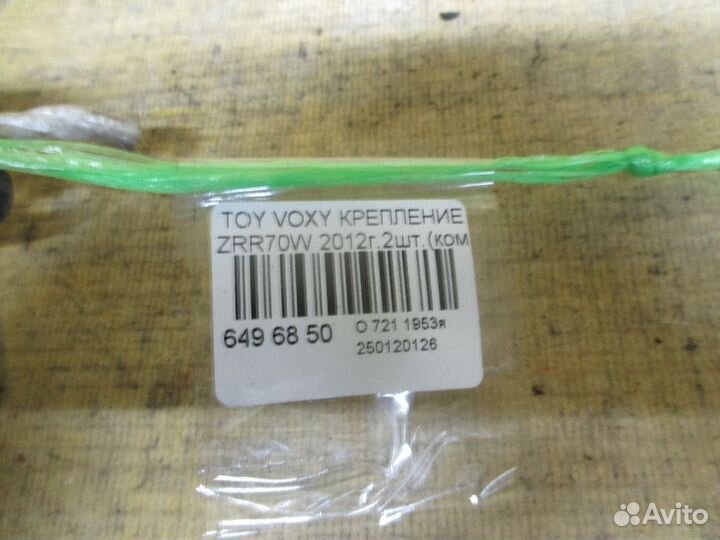 TOY VOXY КРЕПЛЕНИЕ
ZRR70W 2012г.2шт.(ком
649 68 50
О 721 1953я
250120126
Avito